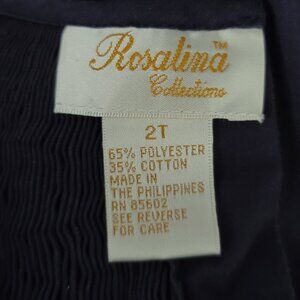 Rosalina™
Collections
2T
65% POLYESTER
35% COTTON
MADE IN
THE PHILIPPINES
RN 85602
SEE REVERSE
FOR CARE